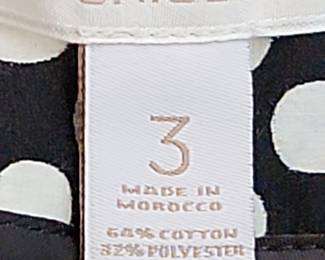 3
MADE IN
MOROCCO
64% COTTON
32% POLYESTER